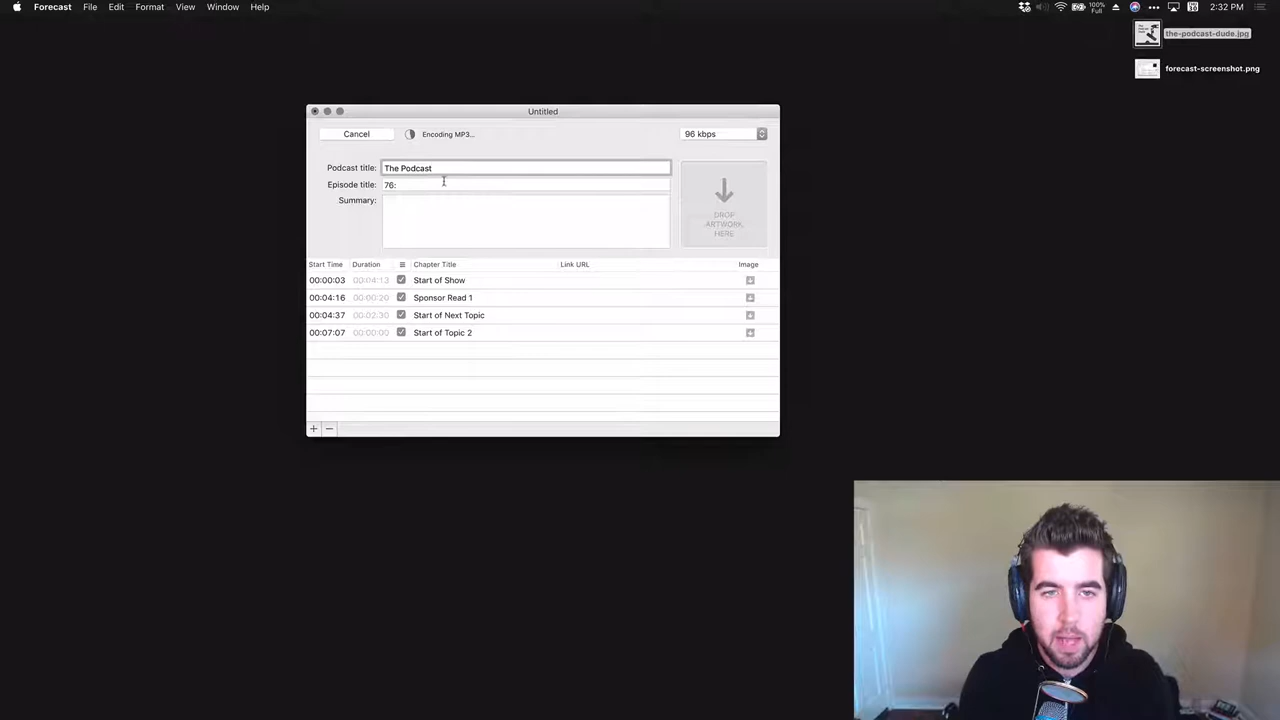 Forecast File Edit Format View Window Help
100% Full 2:32 PM
the-podcast-dude.jpg
forecast-screenshot.png
Untitled
Cancel Encoding MP3... 96 kbps
Podcast title: The Podcast
Episode title: 76:
Summary:
DROP
ARTWORK
HERE
Start Time Duration Chapter Title Link URL Image
00:00:03 00:04:13 Start of Show
00:04:16 00:00:20 Sponsor Read 1
00:04:37 00:02:30 Start of Next Topic
00:07:07 00:00:00 Start of Topic 2